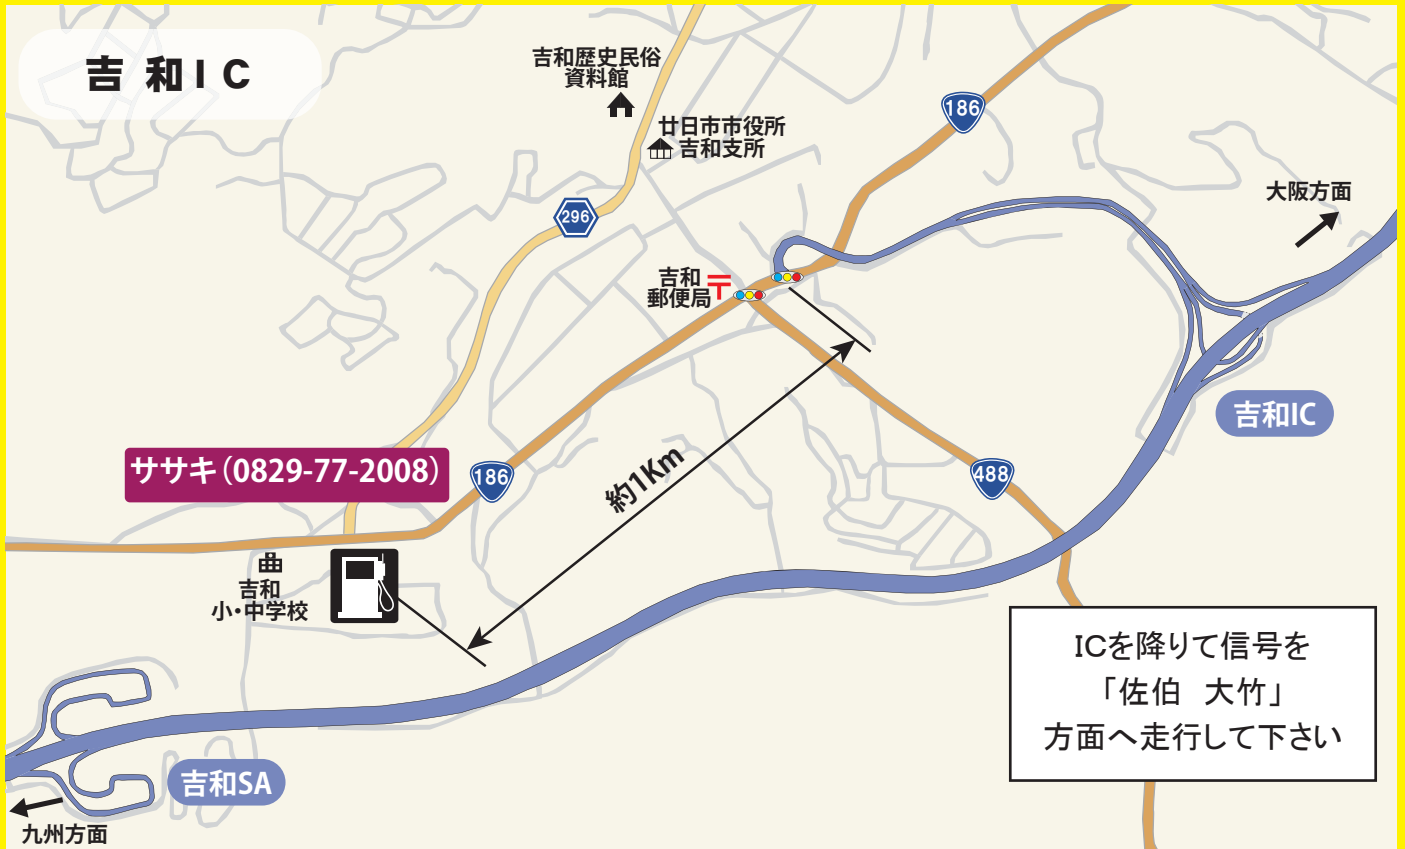 吉 和 I C
吉和歴史民俗
資料館
廿日市市役所
吉和支所
186
大阪方面
296
吉和
郵便局
吉和IC
ササキ(0829-77-2008)
186
約1Km
488
吉和
小・中学校
ICを降りて信号を
「佐伯 大竹」
方面へ走行して下さい
吉和SA
九州方面